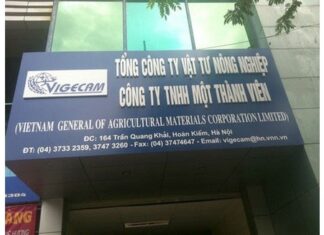 VIGECAM
TỔNG CÔNG TY VẬT TƯ NÔNG NGHIỆP
CÔNG TY TNHH MỘT THÀNH VIÊN
(VIETNAM GENERAL OF AGRICULTURAL MATERIALS CORPORATION LIMITED)
ĐC: 164 Trần Quang Khải, Hoàn Kiếm, Hà Nội
ĐT: (04) 3733 2359, 3747 3260 - Fax: (04) 37474647 - Email: vigecam@hn.vnn.vn